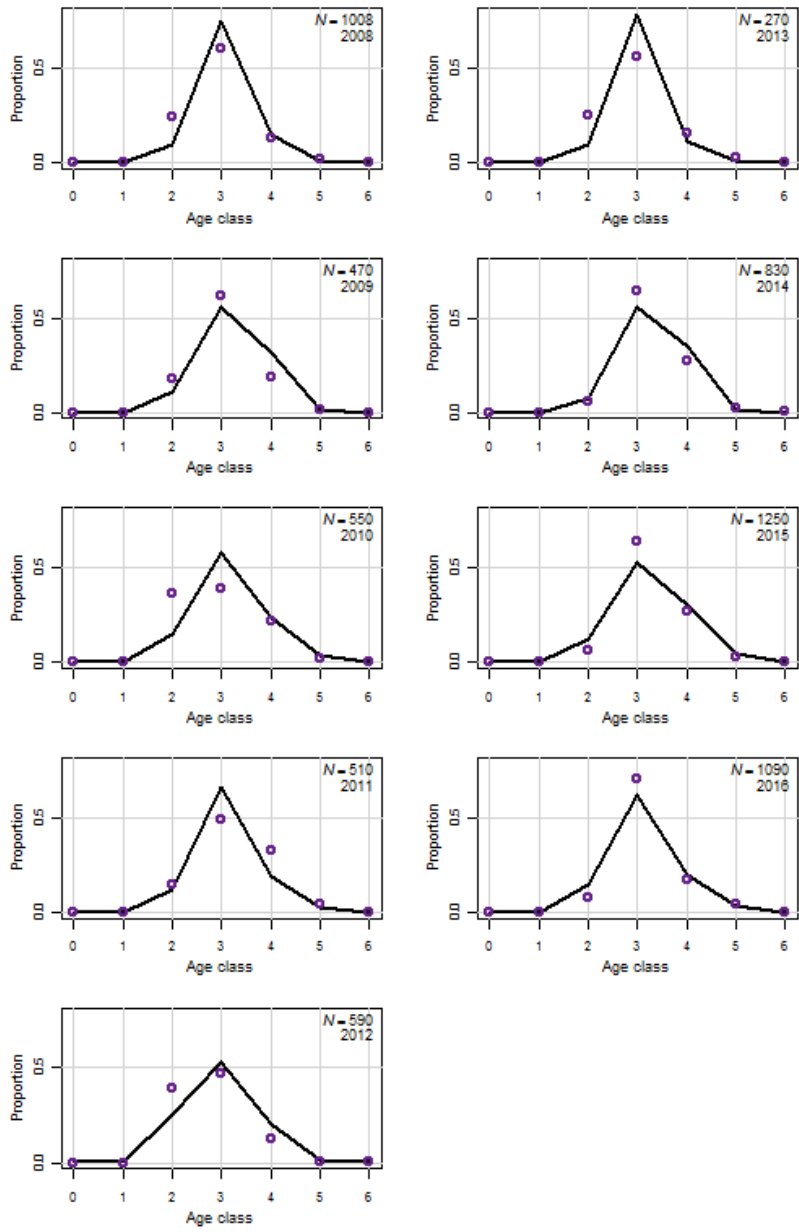 N = 1008
2008
Proportion
0.5
0.0
0 1 2 3 4 5 6
Age class
N = 470
2009
Proportion
0.5
0.0
0 1 2 3 4 5 6
Age class
N = 550
2010
Proportion
0.5
0.0
0 1 2 3 4 5 6
Age class
N = 510
2011
Proportion
0.5
0.0
0 1 2 3 4 5 6
Age class
N = 590
2012
Proportion
0.5
0.0
0 1 2 3 4 5 6
Age class
N = 270
2013
Proportion
0.5
0.0
0 1 2 3 4 5 6
Age class
N = 830
2014
Proportion
0.5
0.0
0 1 2 3 4 5 6
Age class
N = 1250
2015
Proportion
0.5
0.0
0 1 2 3 4 5 6
Age class
N = 1090
2016
Proportion
0.5
0.0
0 1 2 3 4 5 6
Age class